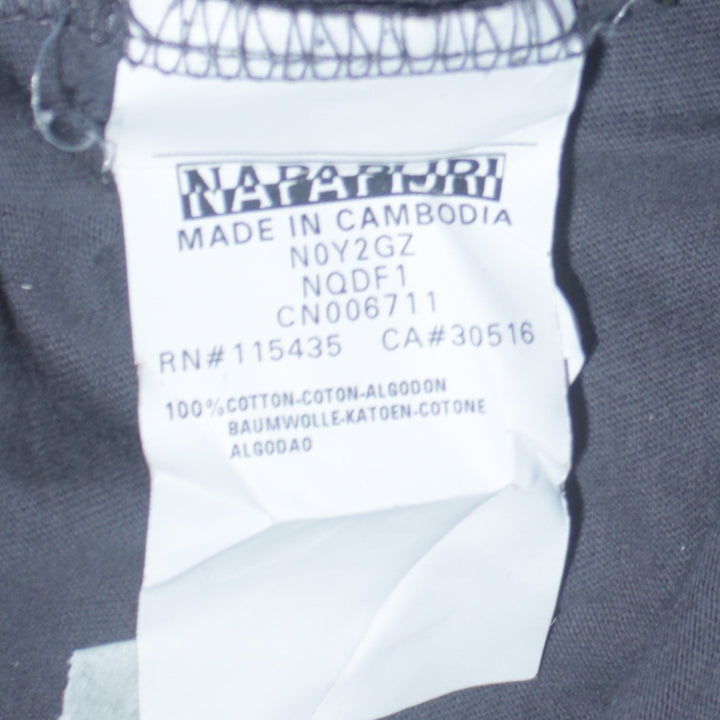 NAPAPIJRI
MADE IN CAMBODIA
N0Y2GZ
NQDF1
CN006711
RN#115435 CA#30516
100%COTTON-COTON-ALGODON
BAUMWOLLE-KATOEN-COTONE
ALGODAO